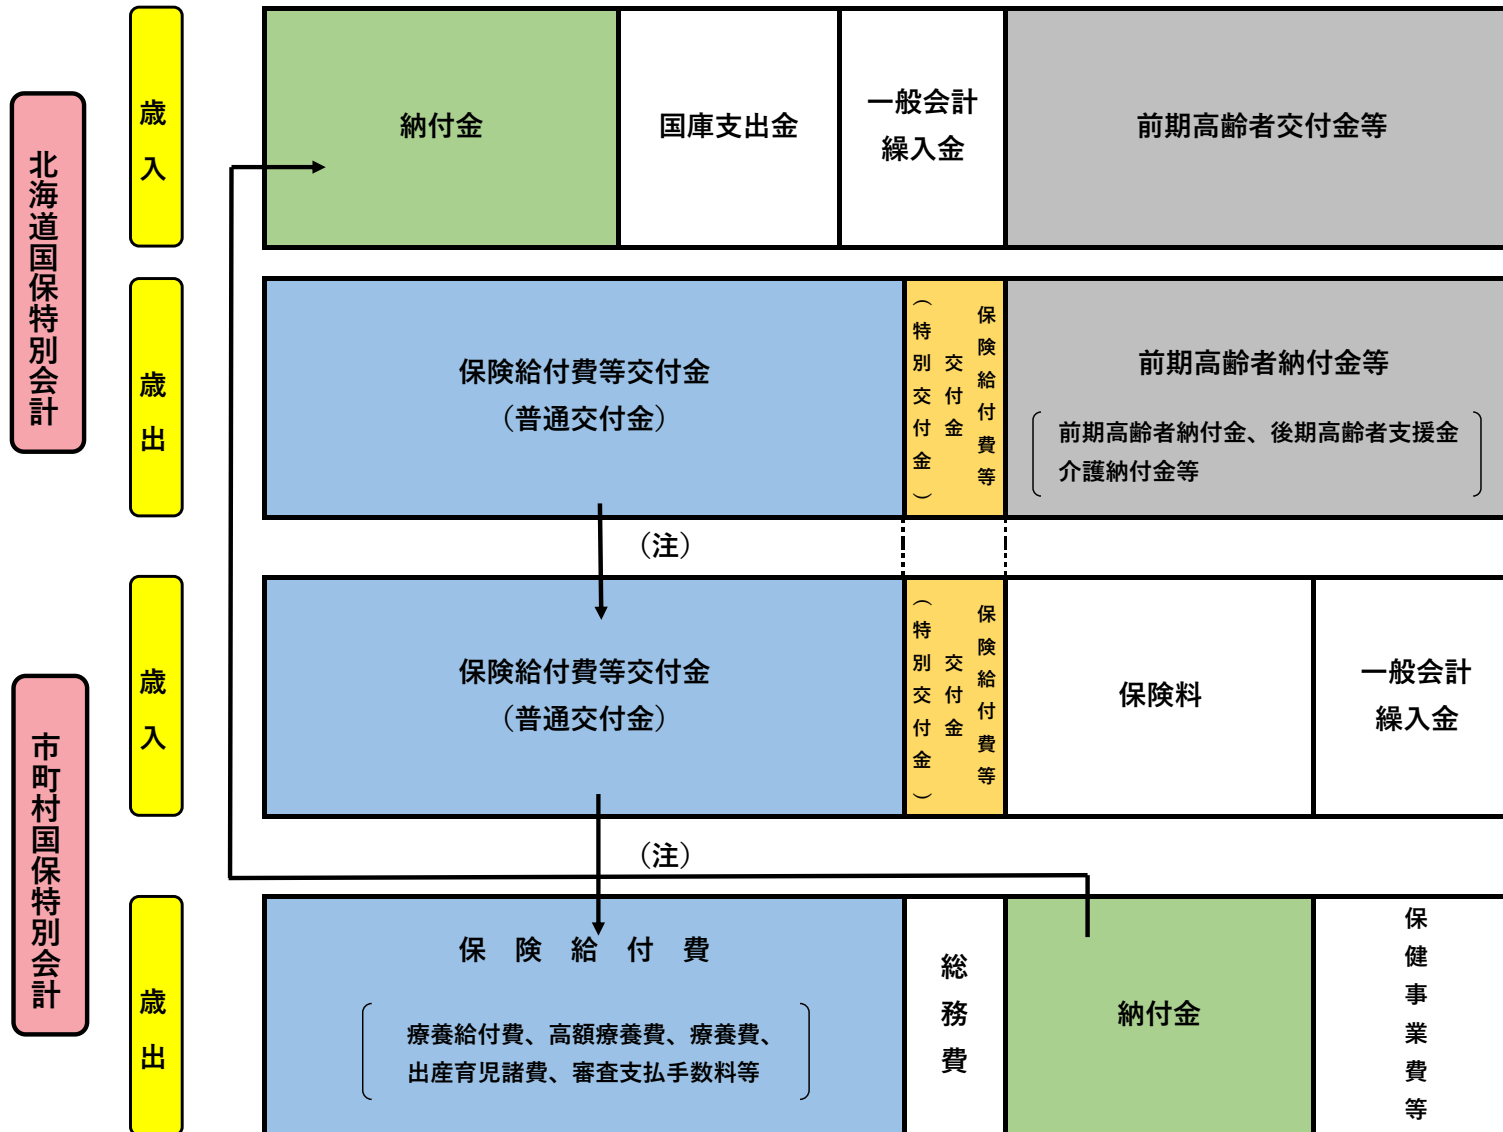 北海道国保特別会計
歳入
納付金
国庫支出金
一般会計
繰入金
前期高齢者交付金等
歳出
保険給付費等交付金
（普通交付金）
保険給付費等
交付金
（特別交付金）
前期高齢者納付金等
前期高齢者納付金、後期高齢者支援金
介護納付金等
（注）
市町村国保特別会計
歳入
保険給付費等交付金
（普通交付金）
保険給付費等
交付金
（特別交付金）
保険料
一般会計
繰入金
（注）
歳出
保　険　給　付　費
療養給付費、高額療養費、療養費、
出産育児諸費、審査支払手数料等
総務費
納付金
保健事業費等